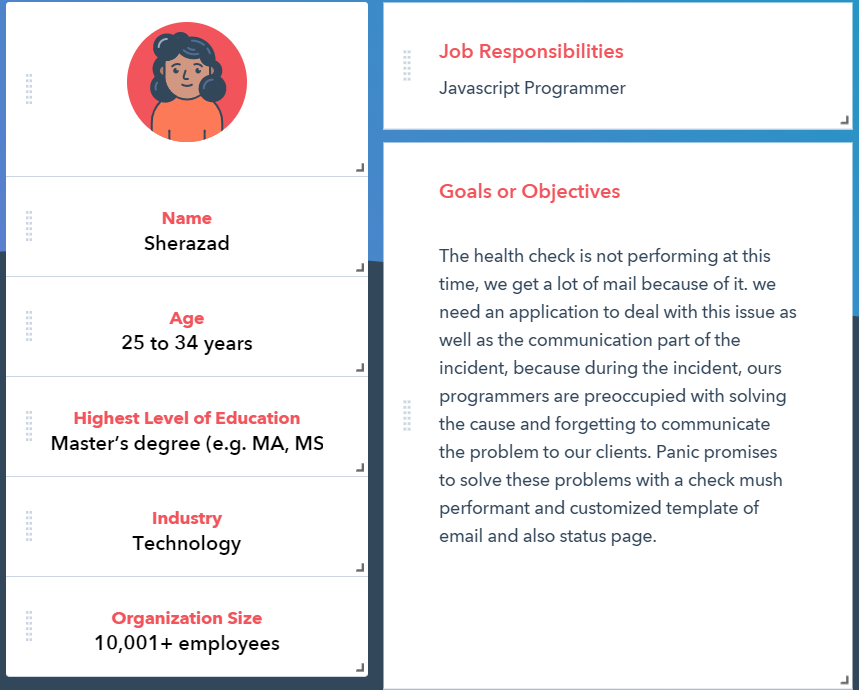 Name
Sherazad
Age
25 to 34 years
Highest Level of Education
Master's degree (e.g. MA, MS
Industry
Technology
Organization Size
10,001+ employees
Job Responsibilities
Javascript Programmer
Goals or Objectives
The health check is not performing at this
time, we get a lot of mail because of it. we
need an application to deal with this issue as
well as the communication part of the
incident, because during the incident, ours
programmers are preoccupied with solving
the cause and forgetting to communicate
the problem to our clients. Panic promises
to solve these problems with a check mush
performant and customized template of
email and also status page.